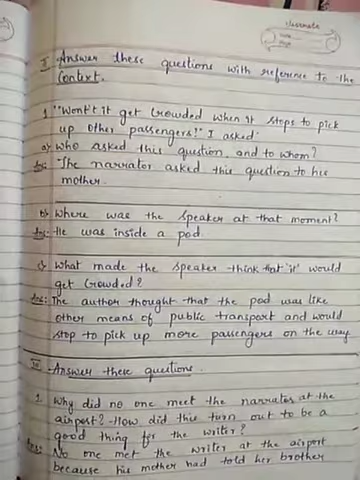 classmate
Date
Page
I Answer these questions with reference to the
Context.
1. "Won't it get Crowded when it stops to pick
up other passengers?" I asked.
a) who asked this question, and to whom?
Ans: The narrator asked this question to his
mother.
b) Where was the speaker at that moment?
Ans: He was inside a pod.
c) What made the speaker think that 'it' would
get Crowded?
Ans: The author thought that the pod was like
other means of public transport and would
stop to pick up more passengers on the way
Answer these questions.
1. Why did no one meet the narrator at the
airport? How did this turn out to be a
good thing for the writer?
Ans: No one met the writer at the airport
because his mother had told her brother